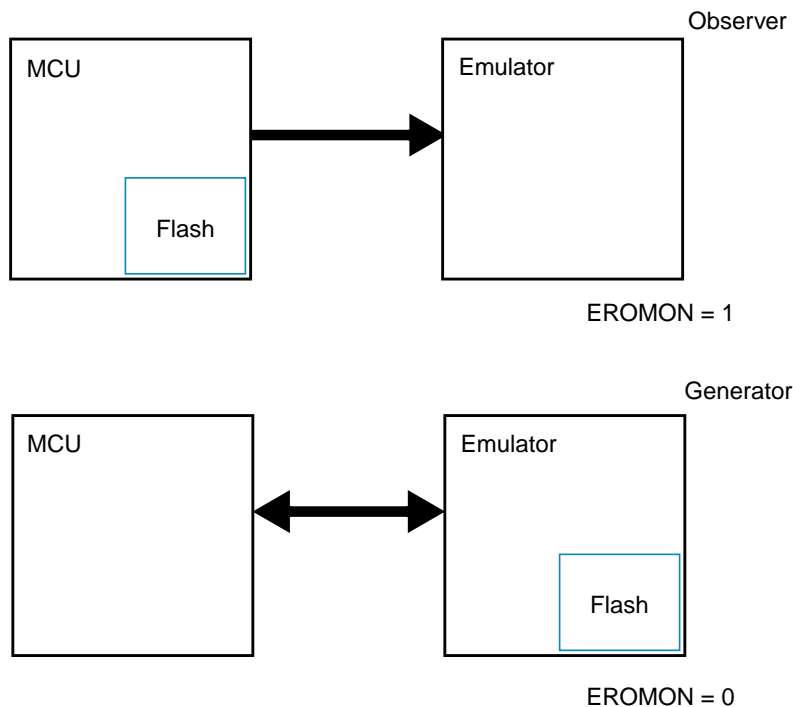 Observer
MCU
Emulator
Flash
EROMON = 1
Generator
MCU
Emulator
Flash
EROMON = 0